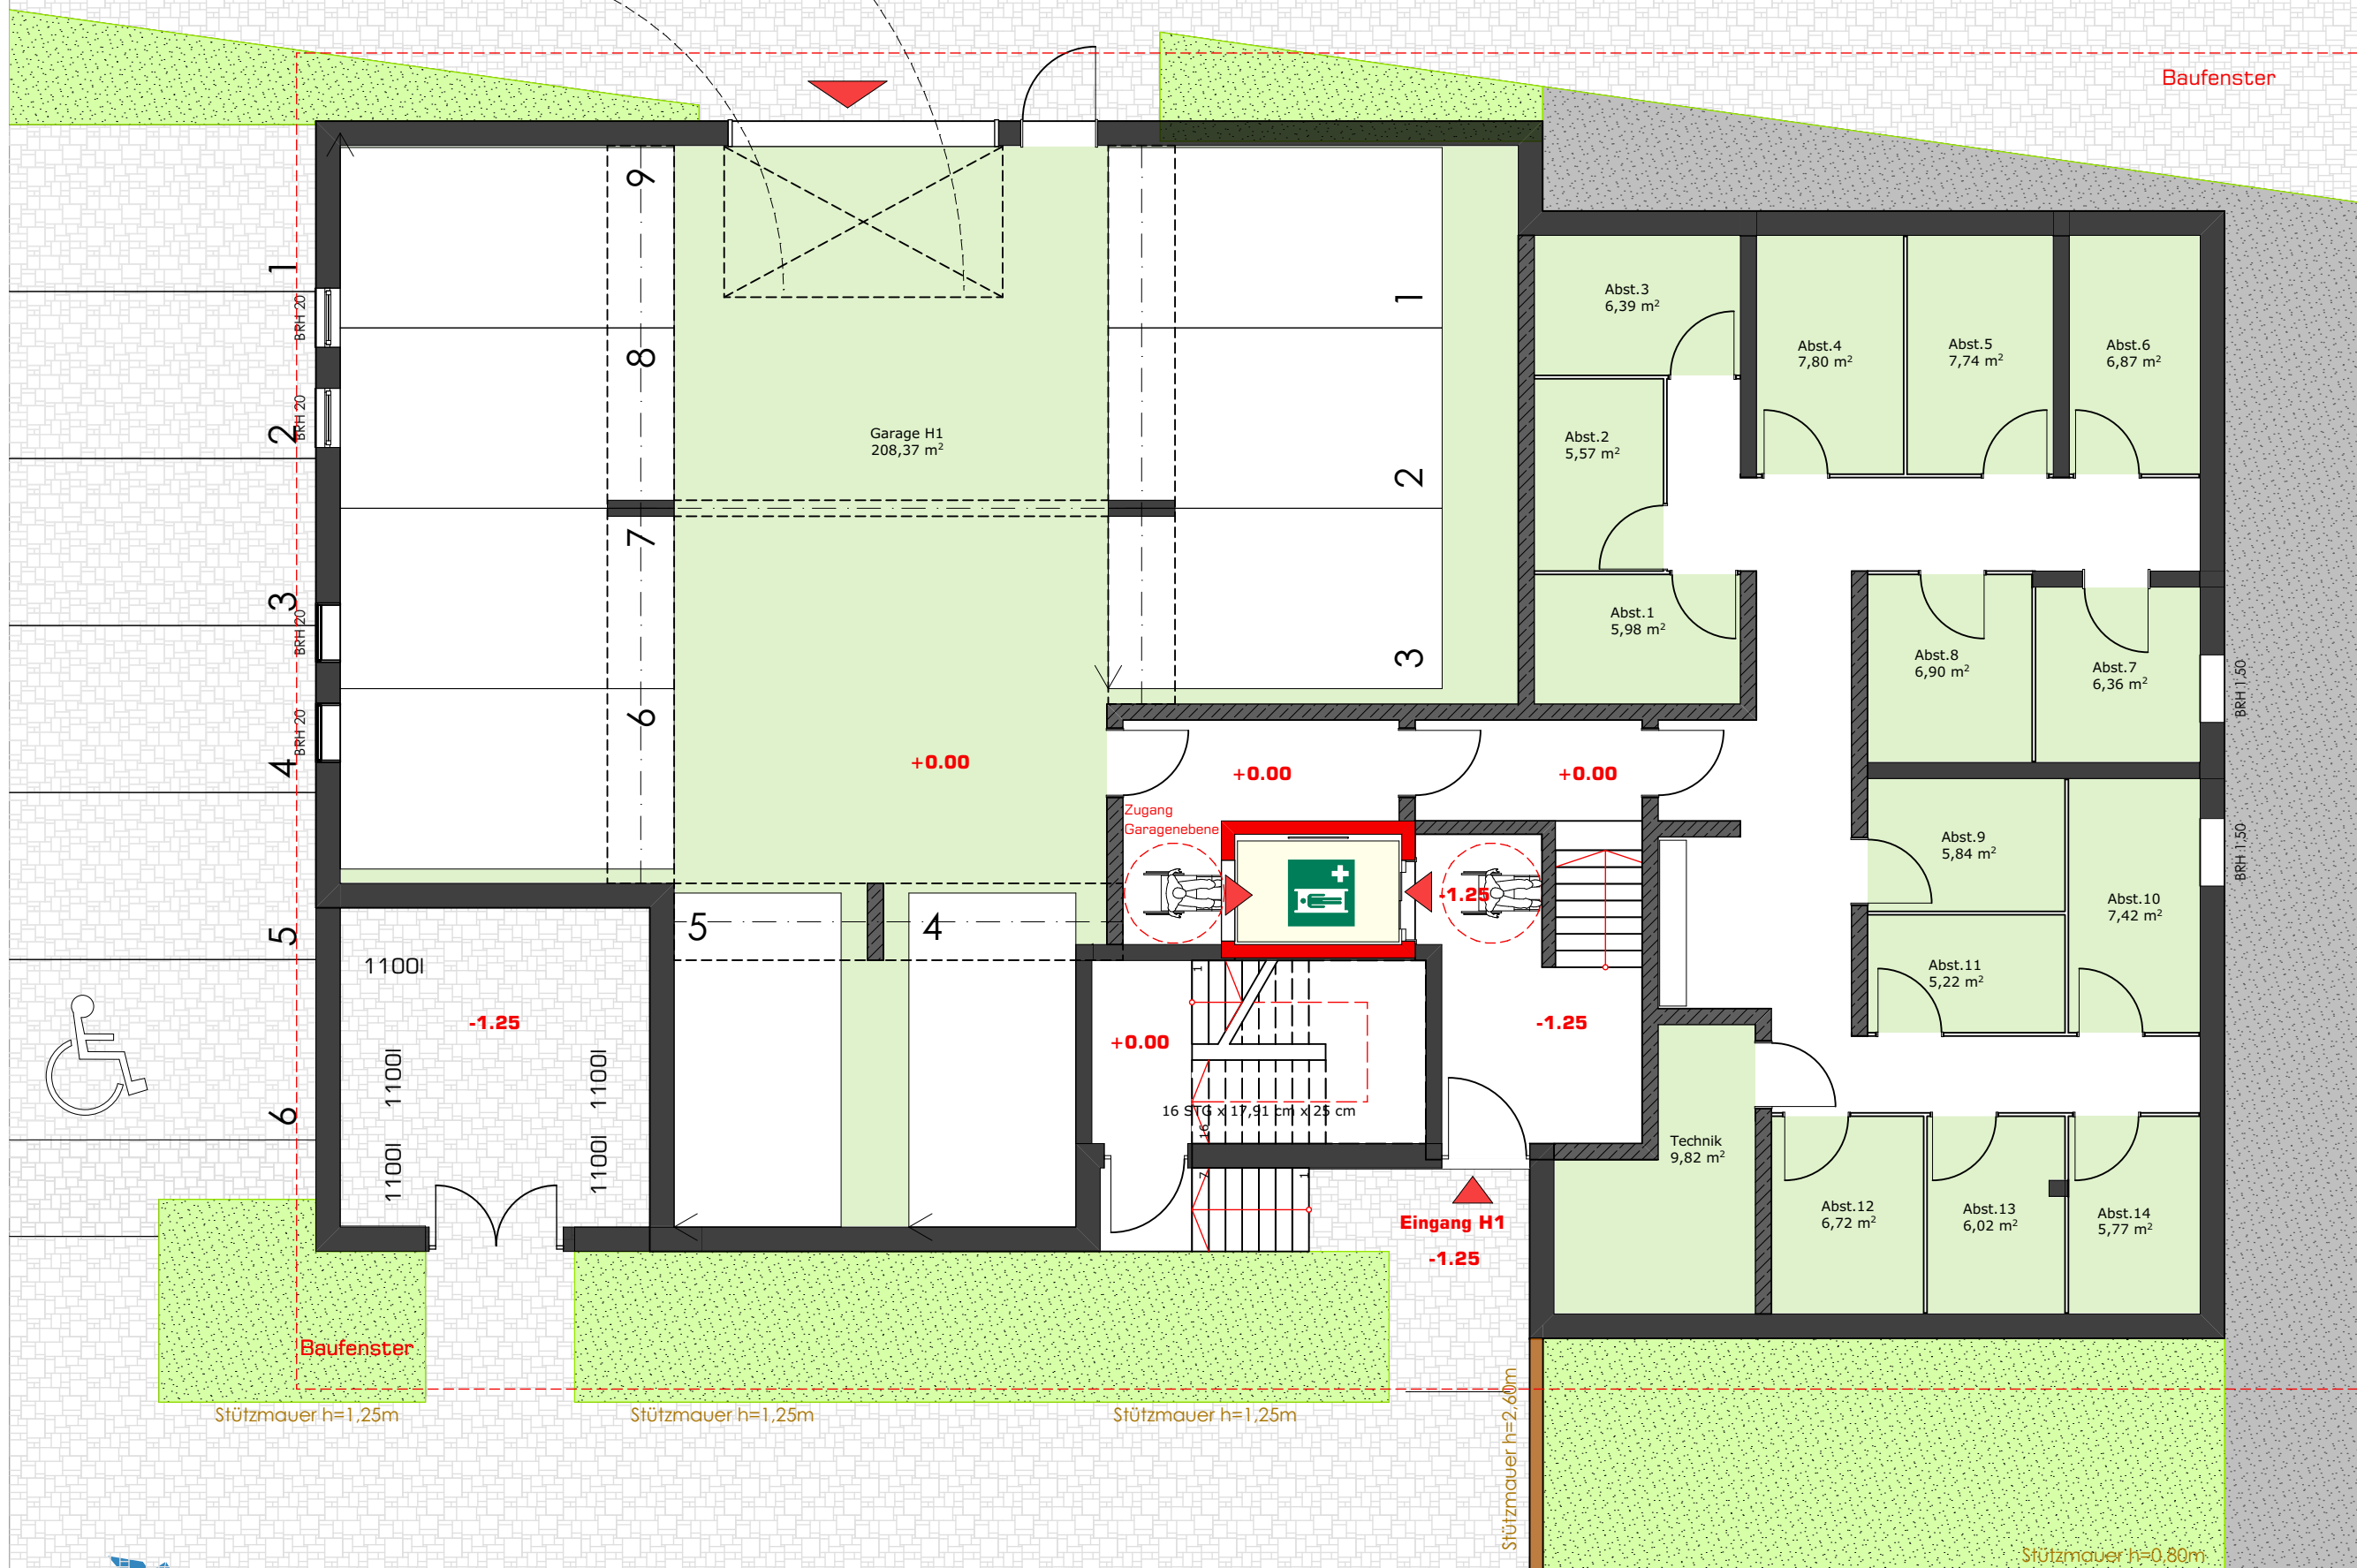 Baufenster
9
1
BRH 20
1
Abst.3
6,39 m²
Abst.4
7,80 m²
Abst.5
7,74 m²
Abst.6
6,87 m²
8
2
BRH 20
Garage H1
208,37 m²
Abst.2
5,57 m²
2
7
3
BRH 20
Abst.1
5,98 m²
3
Abst.8
6,90 m²
Abst.7
6,36 m²
BRH 1,50
6
4
BRH 20
+0.00
+0.00
+0.00
Zugang
Garagenebene
-1.25
Abst.9
5,84 m²
BRH 1,50
Abst.10
7,42 m²
5
5
4
1100l
-1.25
Abst.11
5,22 m²
1
+0.00
-1.25
1100l
1100l
6
16 STG x 17,91 cm x 25 cm
16
1100l
1100l
Technik
9,82 m²
7
1
Eingang H1
-1.25
Abst.12
6,72 m²
Abst.13
6,02 m²
Abst.14
5,77 m²
Baufenster
Stützmauer h=1,25m
Stützmauer h=1,25m
Stützmauer h=1,25m
Stützmauer h=2,60m
Stützmauer h=0.80m